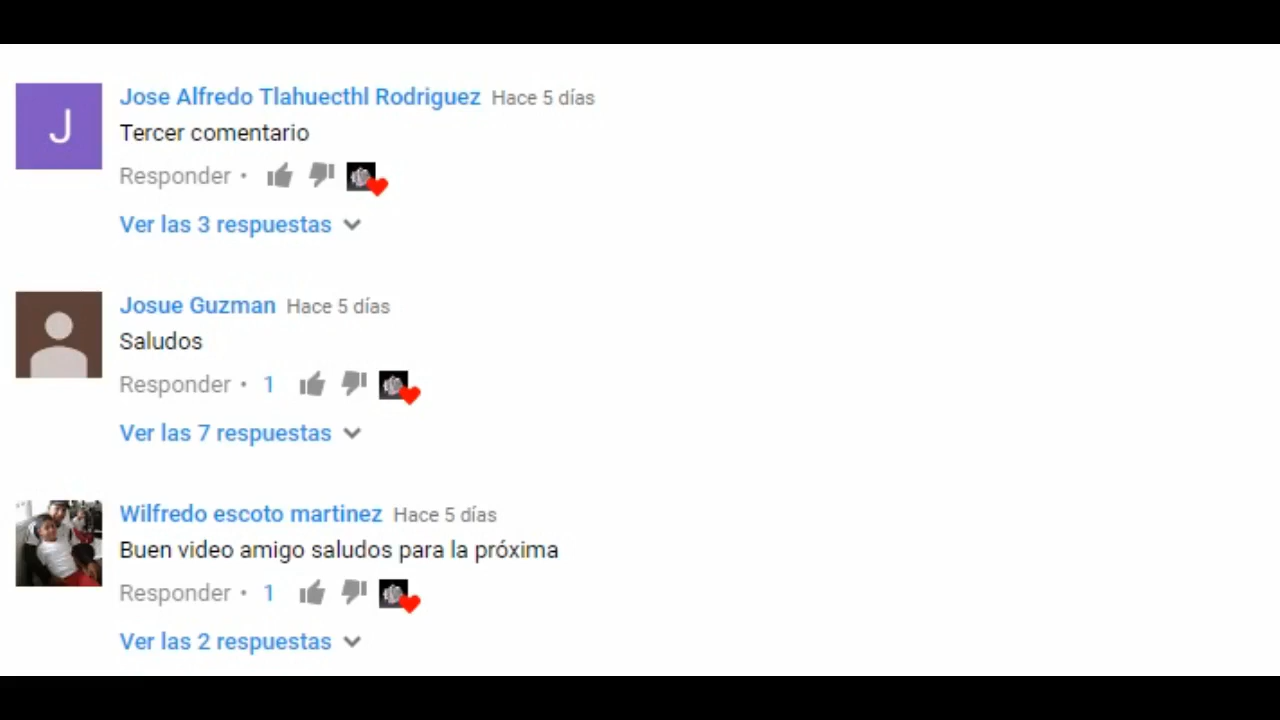 J
Jose Alfredo Tlahuecthl Rodriguez Hace 5 días
Tercer comentario
Responder •
Ver las 3 respuestas
Josue Guzman Hace 5 días
Saludos
Responder • 1
Ver las 7 respuestas
Wilfredo escoto martinez Hace 5 días
Buen video amigo saludos para la próxima
Responder • 1
Ver las 2 respuestas